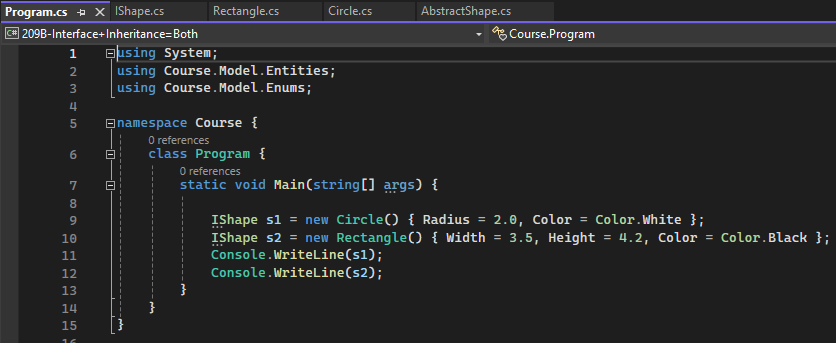 Program.cs IShape.cs Rectangle.cs Circle.cs AbstractShape.cs
C# 209B-Interface+Inheritance=Both Course.Program
1 using System;
2 using Course.Model.Entities;
3 using Course.Model.Enums;
4
5 namespace Course {
0 references
6 class Program {
0 references
7 static void Main(string[] args) {
8
9 IShape s1 = new Circle() { Radius = 2.0, Color = Color.White };
10 IShape s2 = new Rectangle() { Width = 3.5, Height = 4.2, Color = Color.Black };
11 Console.WriteLine(s1);
12 Console.WriteLine(s2);
13 }
14 }
15 }
16